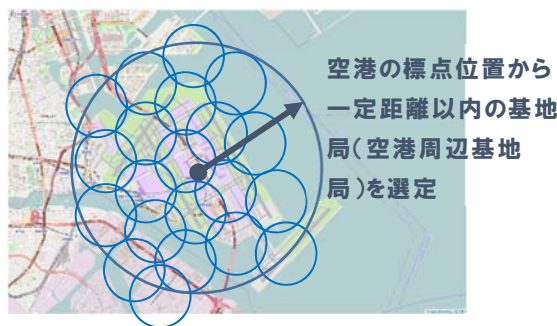 空港の標点位置から
一定距離以内の基地
局(空港周辺基地
局)を選定